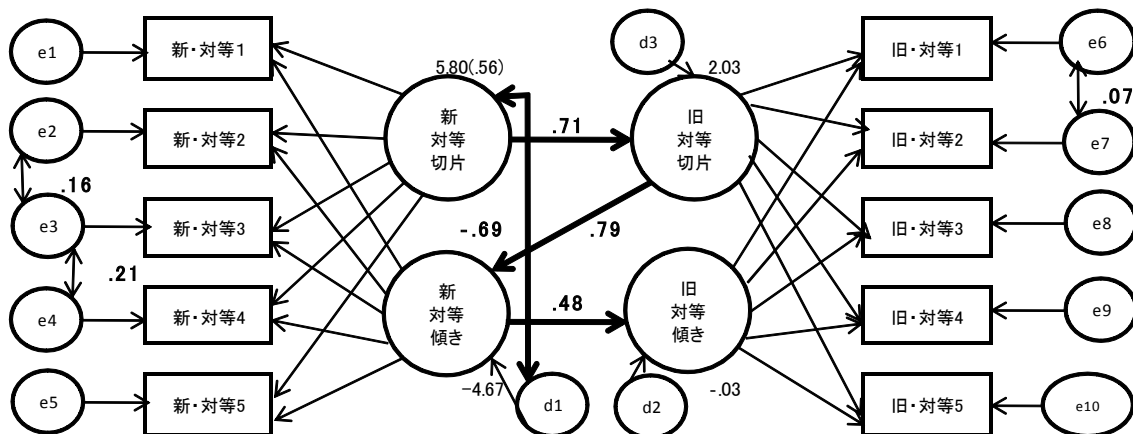 e1
新・対等1
d3
旧・対等1
e6
5.80(.56)
2.03
.07
e2
新・対等2
新
対等
切片
.71
旧
対等
切片
旧・対等2
e7
.16
e3
新・対等3
-.69
.79
旧・対等3
e8
.21
e4
新・対等4
新
対等
傾き
.48
旧
対等
傾き
旧・対等4
e9
-4.67
-.03
e5
新・対等5
d1
d2
旧・対等5
e10